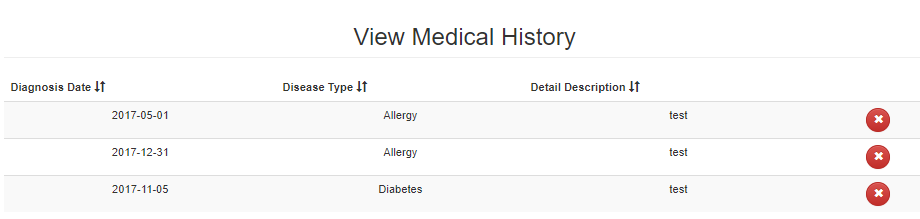 View Medical History
Diagnosis Date Disease Type Detail Description
2017-05-01 Allergy test
2017-12-31 Allergy test
2017-11-05 Diabetes test